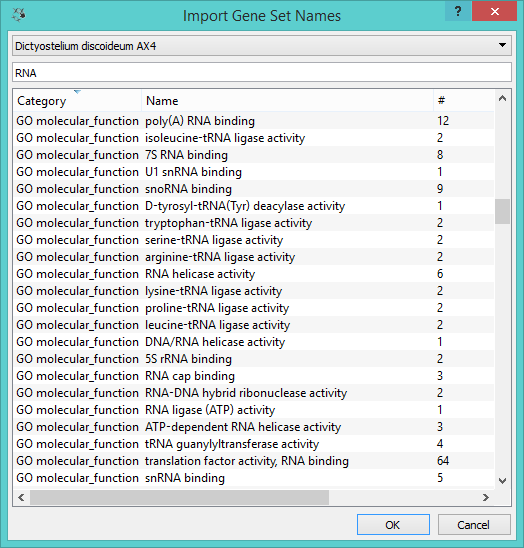 Import Gene Set Names
?
Dictyostelium discoideum AX4
RNA
Category Name #
GO molecular_function poly(A) RNA binding 12
GO molecular_function isoleucine-tRNA ligase activity 2
GO molecular_function 7S RNA binding 8
GO molecular_function U1 snRNA binding 1
GO molecular_function snoRNA binding 9
GO molecular_function D-tyrosyl-tRNA(Tyr) deacylase activity 1
GO molecular_function tryptophan-tRNA ligase activity 2
GO molecular_function serine-tRNA ligase activity 2
GO molecular_function arginine-tRNA ligase activity 2
GO molecular_function RNA helicase activity 6
GO molecular_function lysine-tRNA ligase activity 2
GO molecular_function proline-tRNA ligase activity 2
GO molecular_function leucine-tRNA ligase activity 2
GO molecular_function DNA/RNA helicase activity 1
GO molecular_function 5S rRNA binding 2
GO molecular_function RNA cap binding 3
GO molecular_function RNA-DNA hybrid ribonuclease activity 2
GO molecular_function RNA ligase (ATP) activity 1
GO molecular_function ATP-dependent RNA helicase activity 3
GO molecular_function tRNA guanylyltransferase activity 4
GO molecular_function translation factor activity, RNA binding 64
GO molecular_function snRNA binding 5
OK Cancel